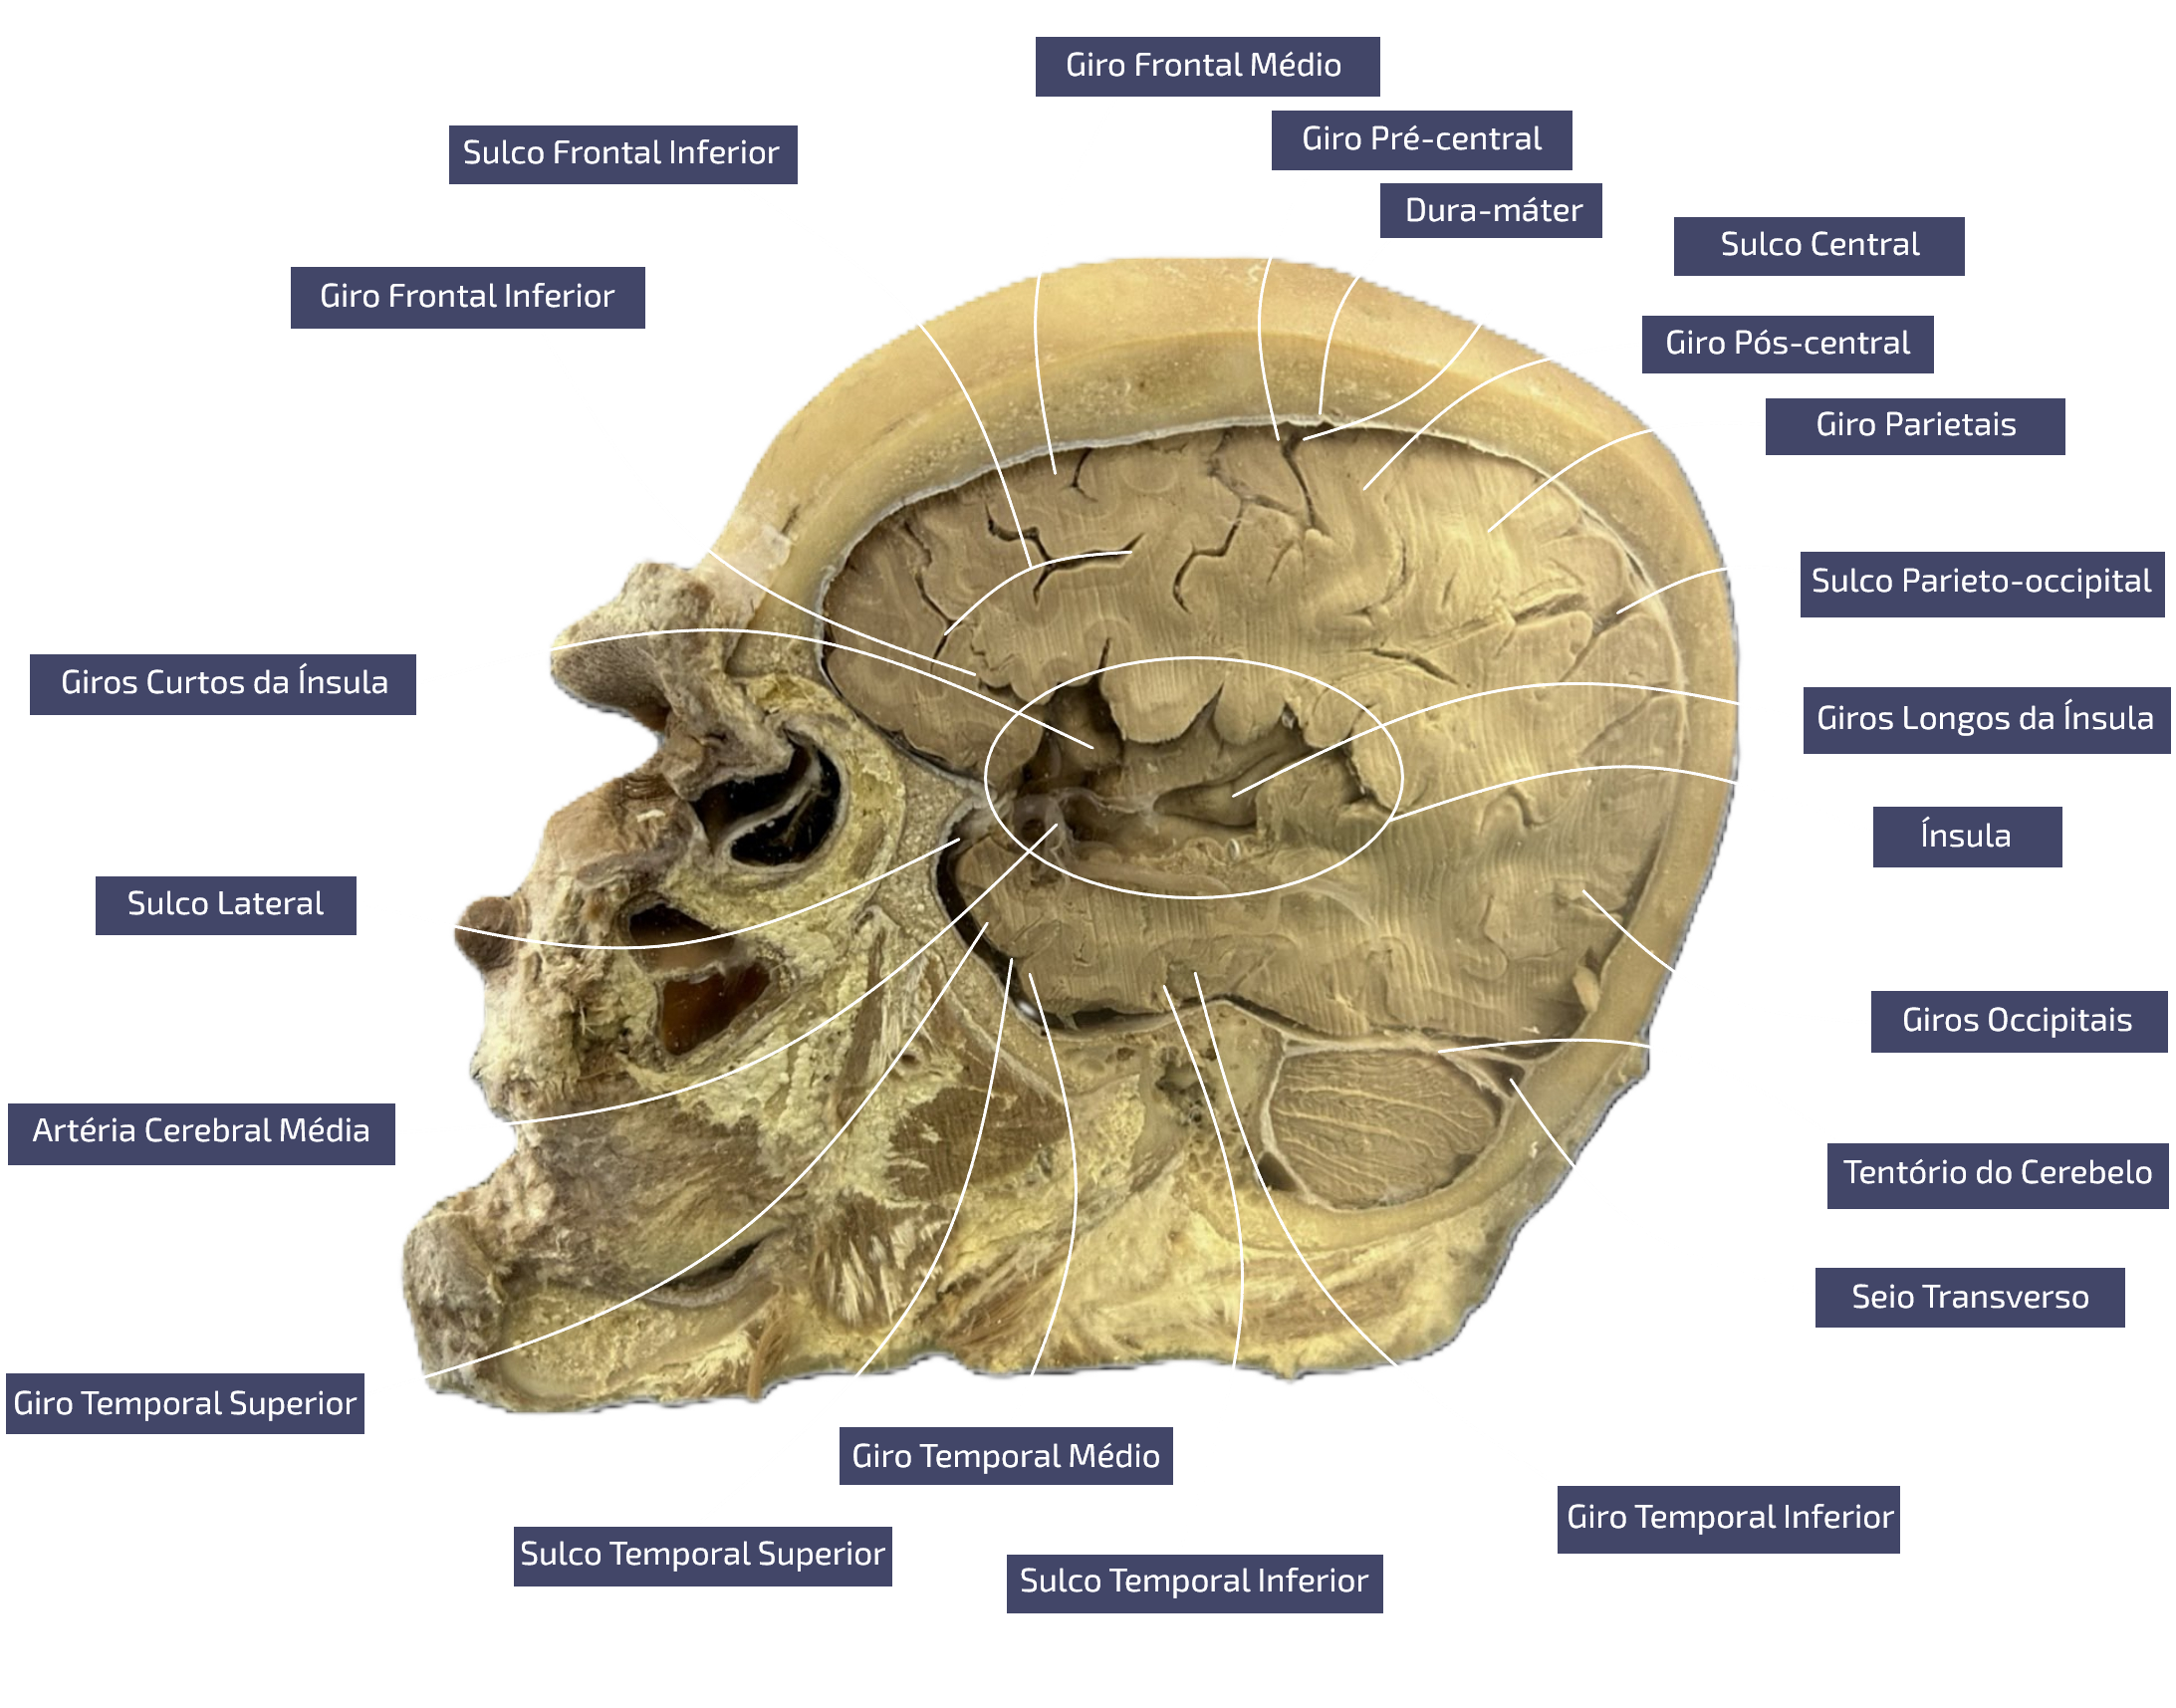 Giro Frontal Médio
Giro Pré-central
Sulco Frontal Inferior
Dura-máter
Sulco Central
Giro Frontal Inferior
Giro Pós-central
Giro Parietais
Sulco Parieto-occipital
Giros Curtos da Ínsula
Giros Longos da Ínsula
Ínsula
Sulco Lateral
Giros Occipitais
Artéria Cerebral Média
Tentório do Cerebelo
Seio Transverso
Giro Temporal Superior
Giro Temporal Médio
Giro Temporal Inferior
Sulco Temporal Superior
Sulco Temporal Inferior